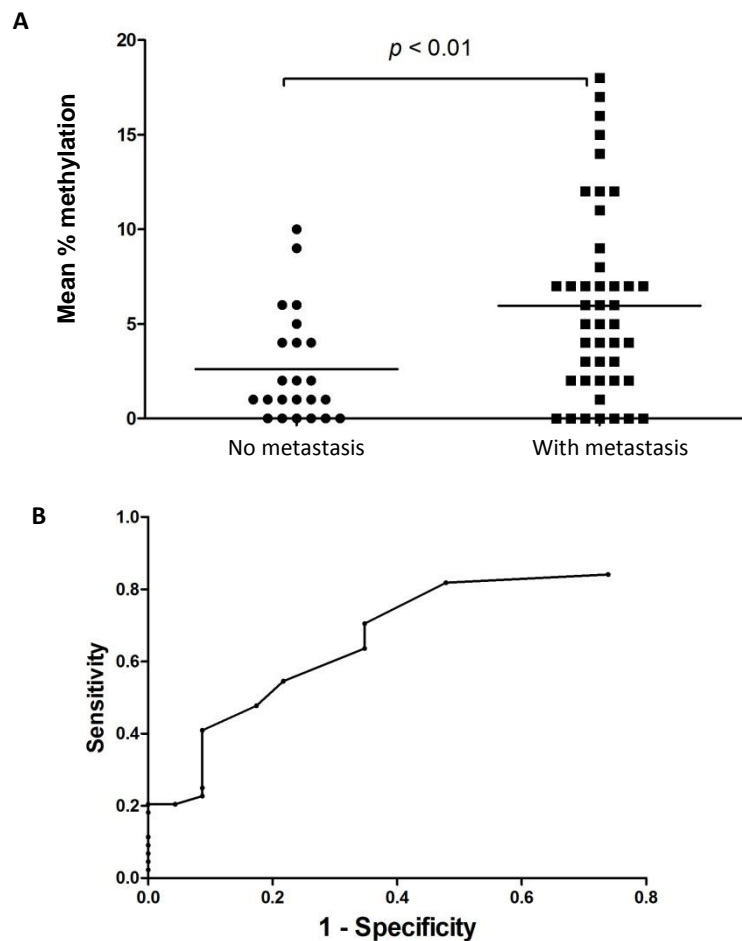 A
20
p < 0.01
15
10
5
0
Mean % methylation
No metastasis
With metastasis
B
1.0
0.8
0.6
0.4
0.2
0.0
Sensitivity
0.0
0.2
0.4
0.6
0.8
1 - Specificity